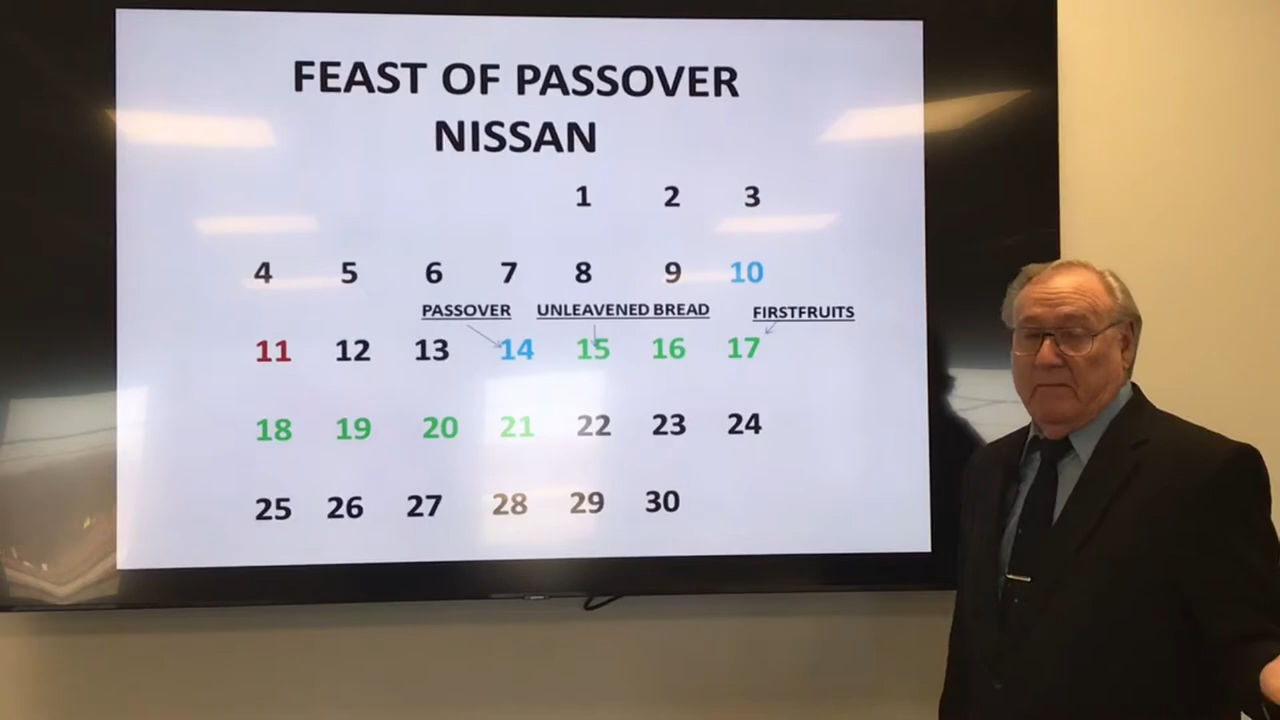 FEAST OF PASSOVER
NISSAN
1 2 3
4 5 6 7 8 9 10
PASSOVER UNLEAVENED BREAD FIRSTFRUITS
11 12 13 14 15 16 17
18 19 20 21 22 23 24
25 26 27 28 29 30